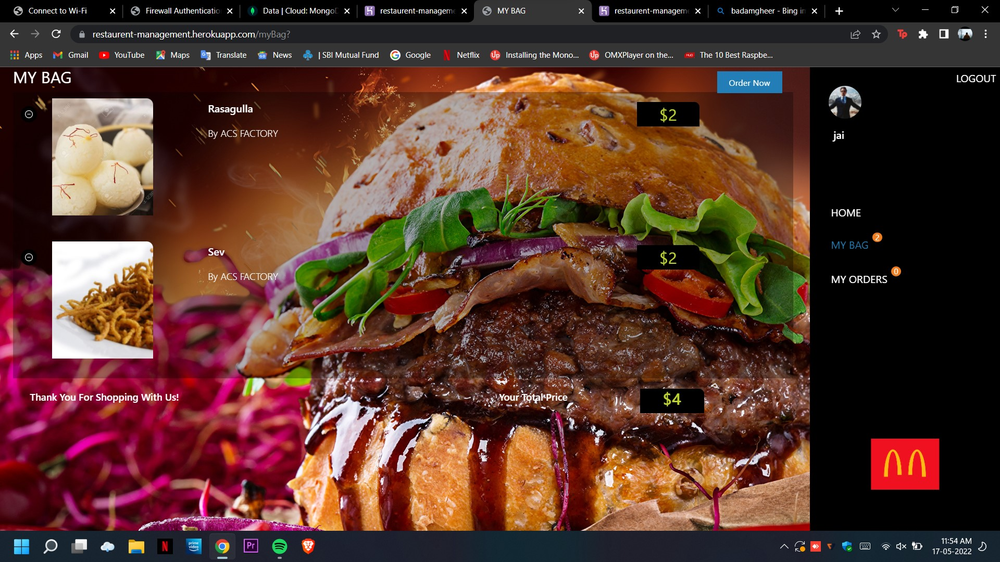 Connect to Wi-Fi
Firewall Authenticatio
Data | Cloud: MongoD
restaurent-manageme
MY BAG
restaurent-manageme
badamgheer - Bing in
restaurent-management.herokuapp.com/myBag?
Apps
Gmail
YouTube
Maps
Translate
News
| SBI Mutual Fund
Google
Netflix
Installing the Mono...
OMXPlayer on the...
The 10 Best Raspbe...
MY BAG
Order Now
LOGOUT
Rasagulla
$2
By ACS FACTORY
jai
HOME
MY BAG 2
Sev
$2
By ACS FACTORY
MY ORDERS 0
Thank You For Shopping With Us!
Your Total Price
$4
prime
video
Pr
11:54 AM
17-05-2022